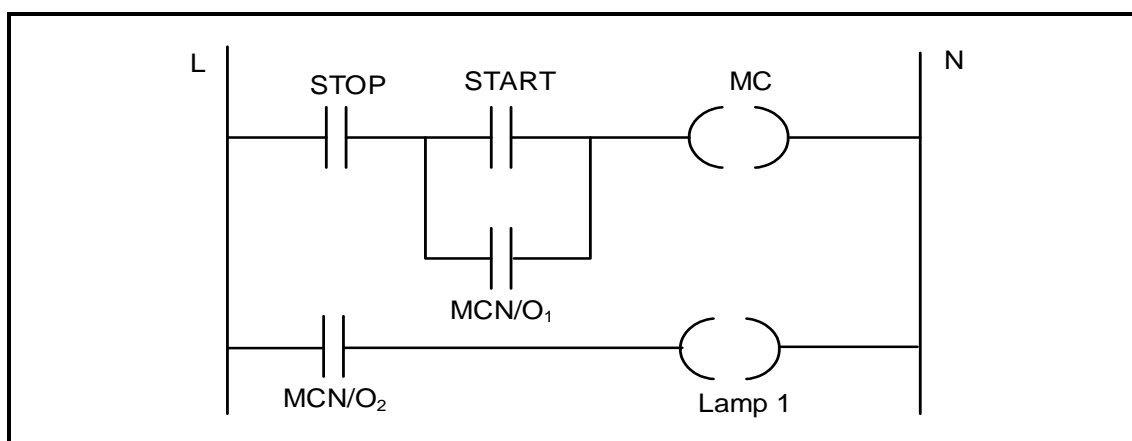 L
N
STOP
START
MC
MCN/O₁
MCN/O₂
Lamp 1